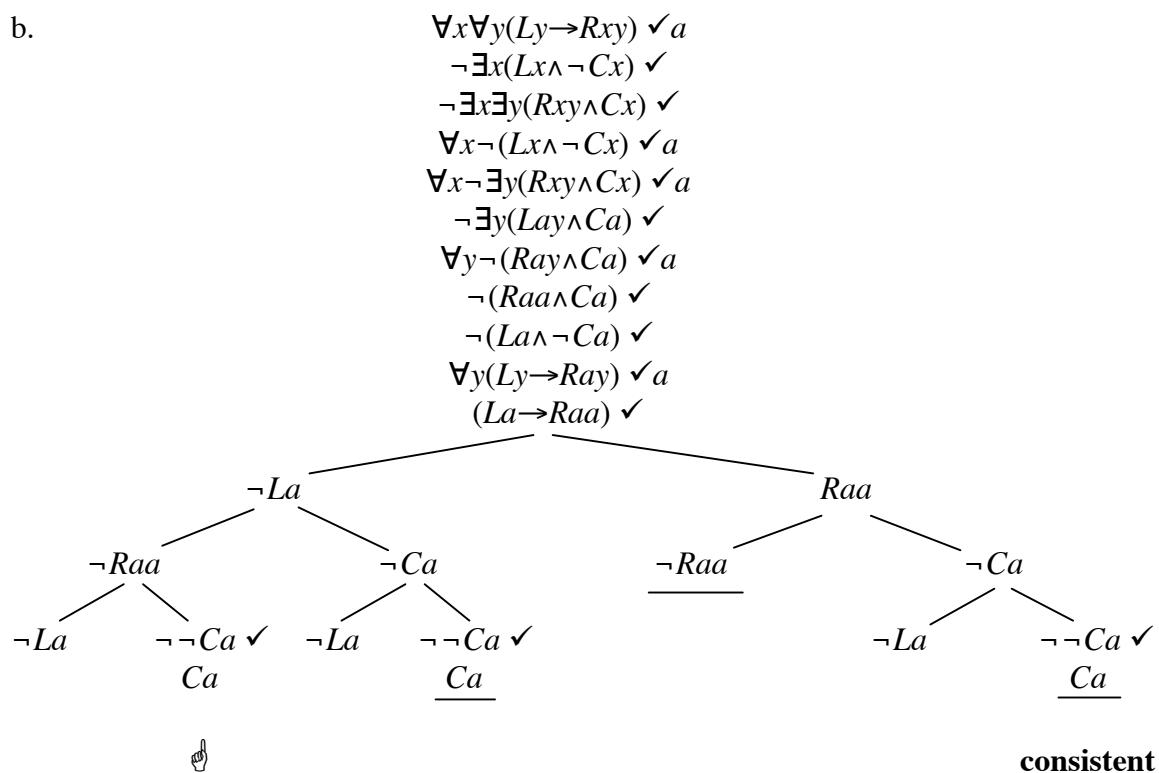 b. ∀x∀y(Ly→Rxy) ✓a
¬∃x(Lx∧¬Cx) ✓
¬∃x∃y(Rxy∧Cx) ✓
∀x¬(Lx∧¬Cx) ✓a
∀x¬∃y(Rxy∧Cx) ✓a
¬∃y(Lay∧Ca) ✓
∀y¬(Ray∧Ca) ✓a
¬(Raa∧Ca) ✓
¬(La∧¬Ca) ✓
∀y(Ly→Ray) ✓a
(La→Raa) ✓
¬La Raa
¬Raa ¬Ca ¬Raa ¬Ca
¬La ¬¬Ca ✓ ¬La ¬¬Ca ✓ ¬La ¬¬Ca ✓
Ca Ca Ca
☝ consistent